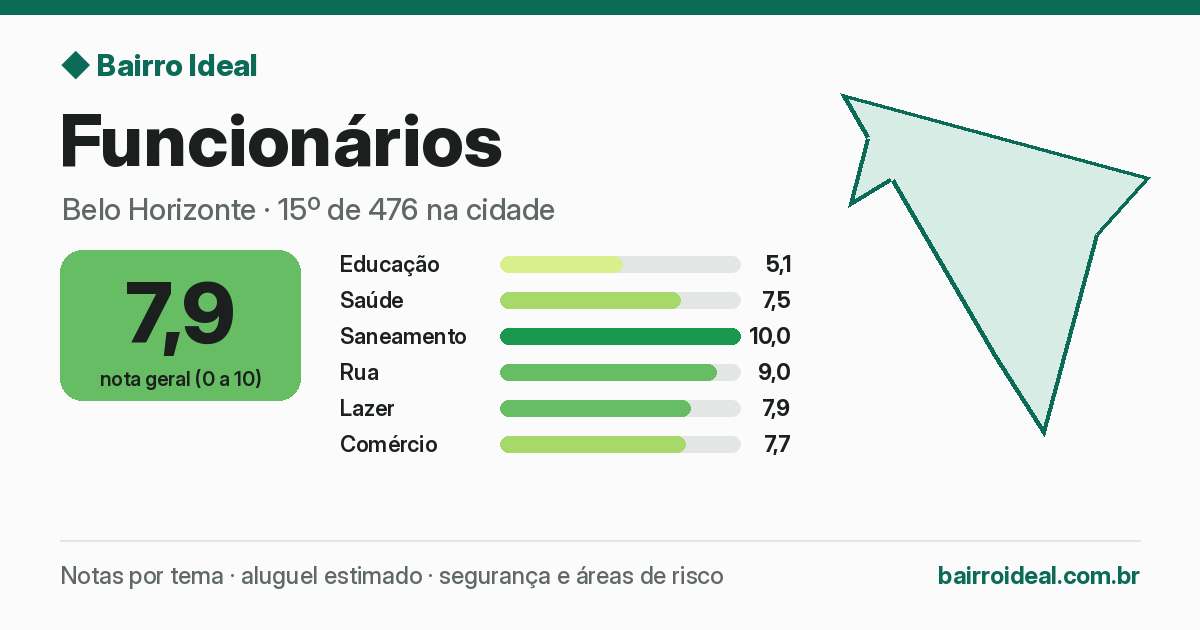 Bairro Ideal
Funcionários
Belo Horizonte · 15º de 476 na cidade
7,9
nota geral (0 a 10)
Educação 5,1
Saúde 7,5
Saneamento 10,0
Rua 9,0
Lazer 7,9
Comércio 7,7
Notas por tema · aluguel estimado · segurança e áreas de risco
bairroideal.com.br